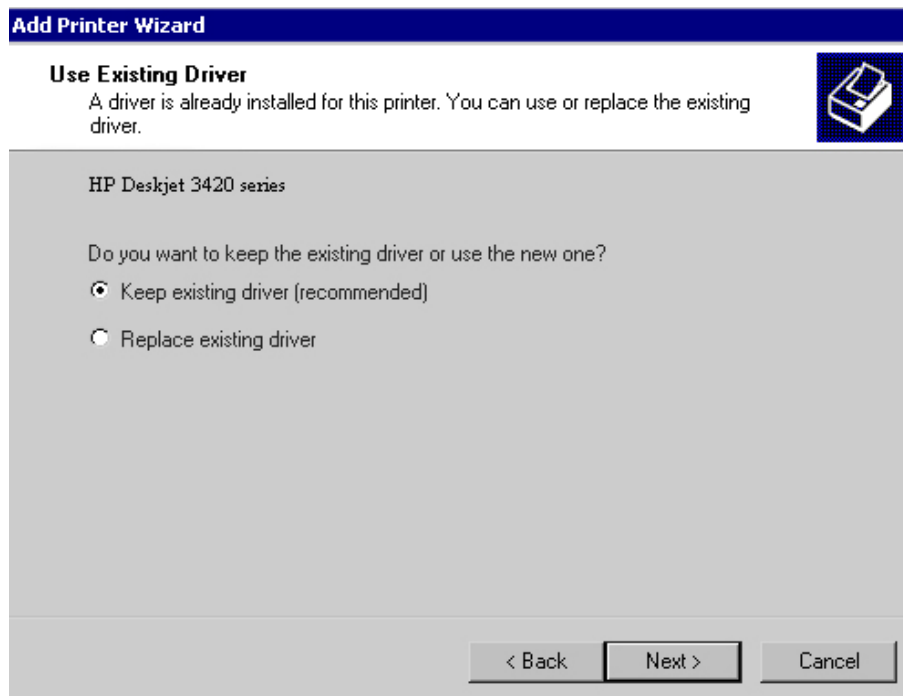 Add Printer Wizard
Use Existing Driver
A driver is already installed for this printer. You can use or replace the existing
driver.
HP Deskjet 3420 series
Do you want to keep the existing driver or use the new one?
Keep existing driver (recommended)
Replace existing driver
< Back
Next >
Cancel